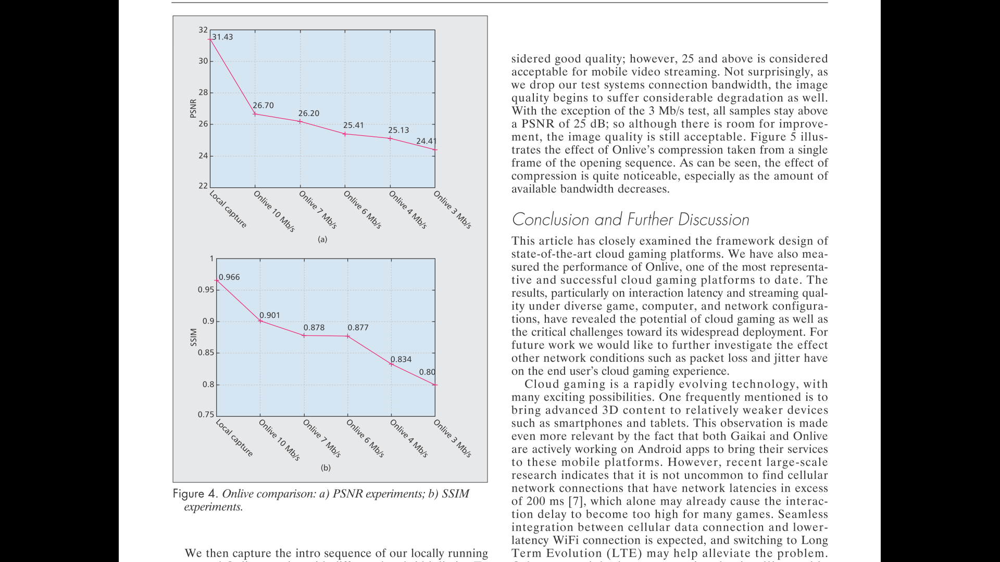 32
31.43
30
28
26.70
26.20
PSNR
26
25.41
25.13
24.41
24
22
Local capture
Onlive 10 Mb/s
Onlive 7 Mb/s
Onlive 6 Mb/s
Onlive 4 Mb/s
Onlive 3 Mb/s
(a)
1
0.966
0.95
0.901
0.9
0.878
0.877
SSIM
0.85
0.834
0.80
0.8
0.75
Local capture
Onlive 10 Mb/s
Onlive 7 Mb/s
Onlive 6 Mb/s
Onlive 4 Mb/s
Onlive 3 Mb/s
(b)
Figure 4. Onlive comparison: a) PSNR experiments; b) SSIM
experiments.
We then capture the intro sequence of our locally running
sidered good quality; however, 25 and above is considered
acceptable for mobile video streaming. Not surprisingly, as
we drop our test systems connection bandwidth, the image
quality begins to suffer considerable degradation as well.
With the exception of the 3 Mb/s test, all samples stay above
a PSNR of 25 dB; so although there is room for improve-
ment, the image quality is still acceptable. Figure 5 illus-
trates the effect of Onlive's compression taken from a single
frame of the opening sequence. As can be seen, the effect of
compression is quite noticeable, especially as the amount of
available bandwidth decreases.
Conclusion and Further Discussion
This article has closely examined the framework design of
state-of-the-art cloud gaming platforms. We have also mea-
sured the performance of Onlive, one of the most representa-
tive and successful cloud gaming platforms to date. The
results, particularly on interaction latency and streaming qual-
ity under diverse game, computer, and network configura-
tions, have revealed the potential of cloud gaming as well as
the critical challenges toward its widespread deployment. For
future work we would like to further investigate the effect
other network conditions such as packet loss and jitter have
on the end user's cloud gaming experience.
Cloud gaming is a rapidly evolving technology, with
many exciting possibilities. One frequently mentioned is to
bring advanced 3D content to relatively weaker devices
such as smartphones and tablets. This observation is made
even more relevant by the fact that both Gaikai and Onlive
are actively working on Android apps to bring their services
to these mobile platforms. However, recent large-scale
research indicates that it is not uncommon to find cellular
network connections that have network latencies in excess
of 200 ms [7], which alone may already cause the interac-
tion delay to become too high for many games. Seamless
integration between cellular data connection and lower-
latency WiFi connection is expected, and switching to Long
Term Evolution (LTE) may help alleviate the problem.